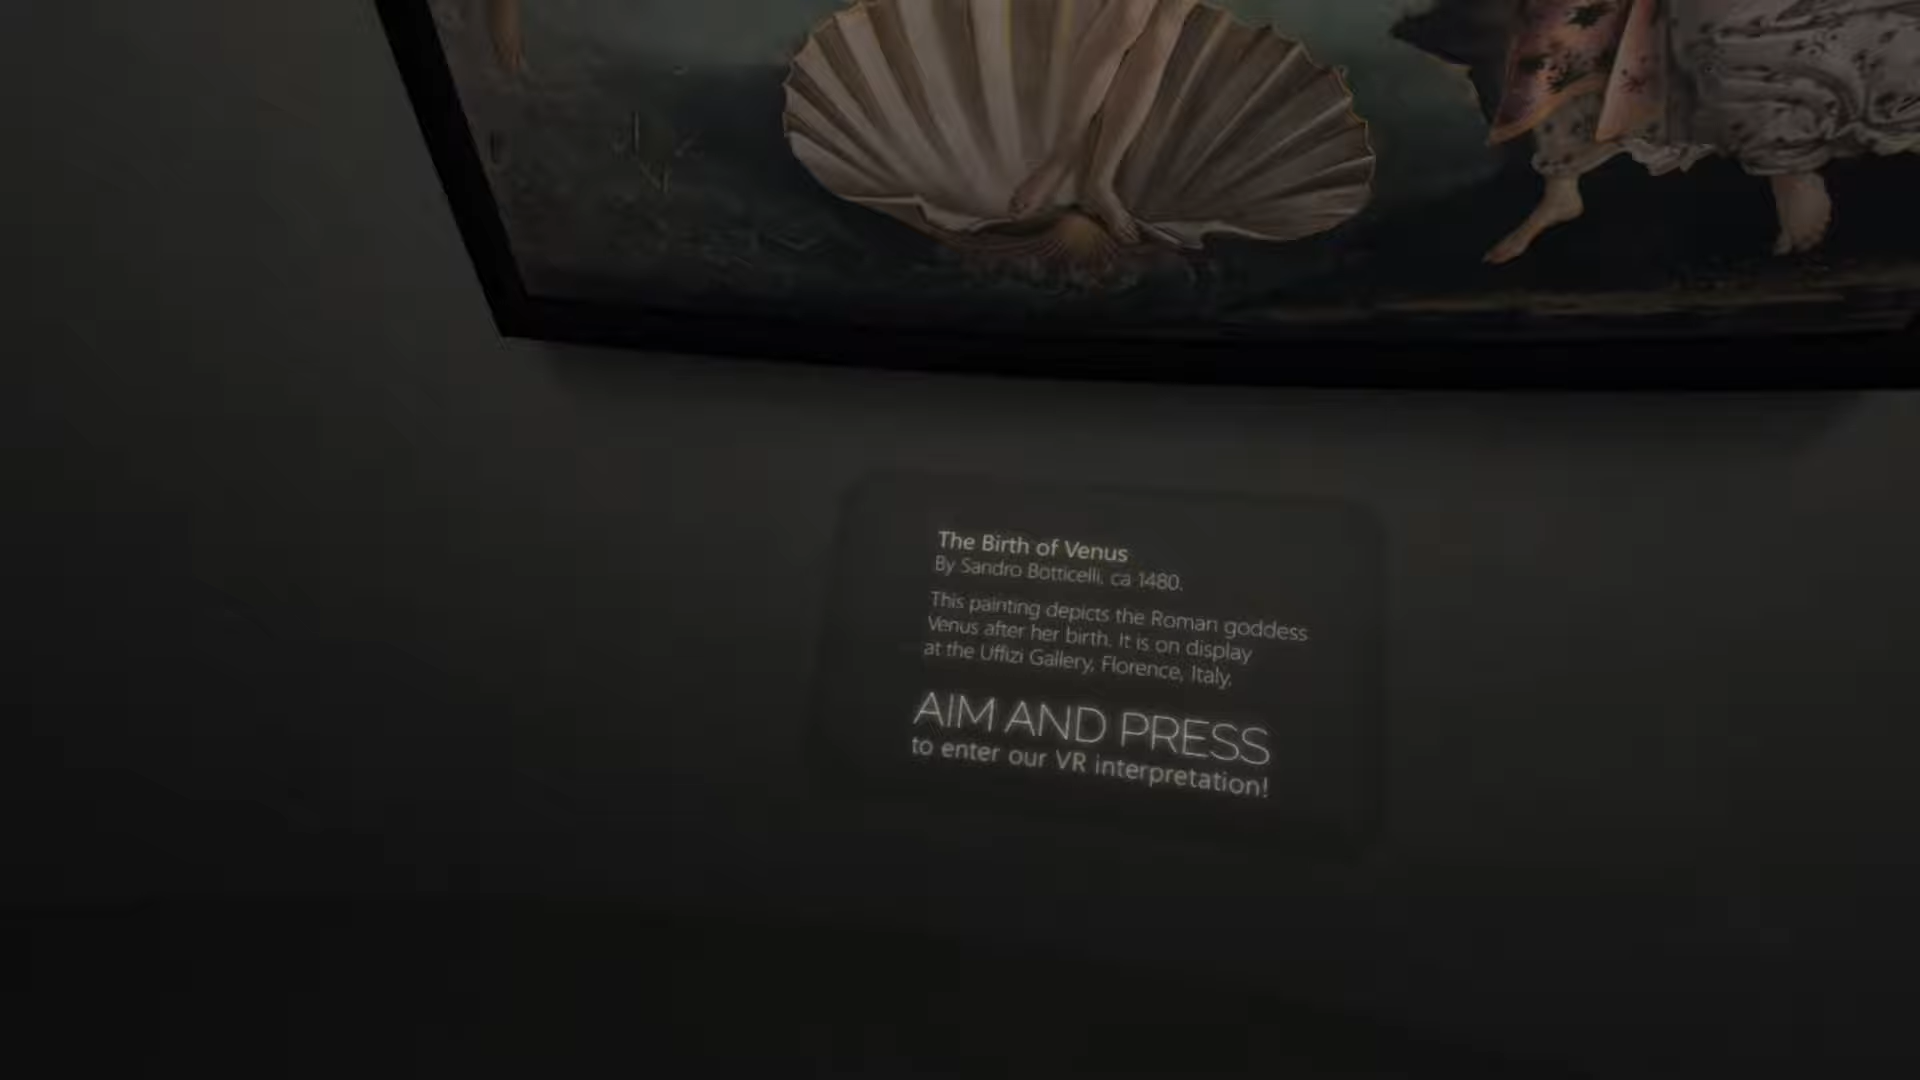 The Birth of Venus
By Sandro Botticelli, ca 1480.
This painting depicts the Roman goddess
Venus after her birth. It is on display
at the Uffizi Gallery, Florence, Italy.
AIM AND PRESS
to enter our VR interpretation!